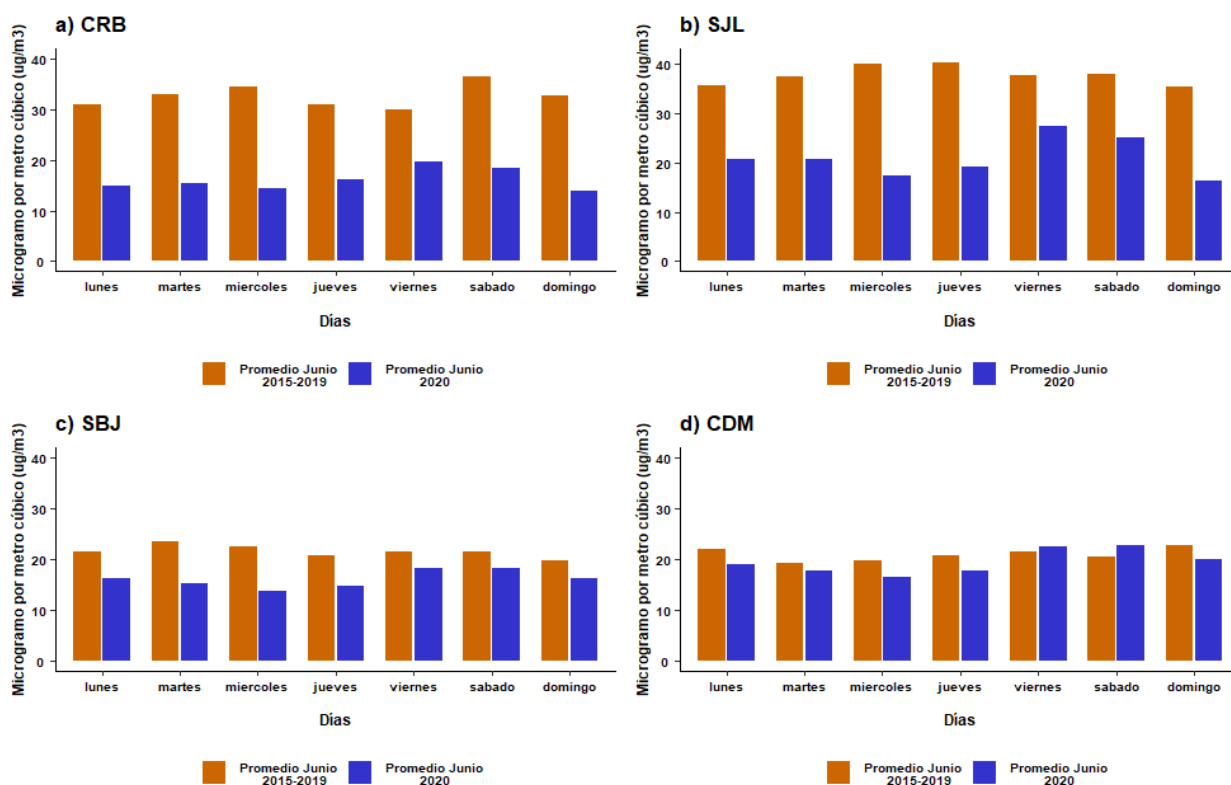 a) CRB
Microgramo por metro cúbico (ug/m3)
40
30
20
10
0
lunes martes miercoles jueves viernes sabado domingo
Días
Promedio Junio
2015-2019
Promedio Junio
2020
b) SJL
Microgramo por metro cúbico (ug/m3)
40
30
20
10
0
lunes martes miercoles jueves viernes sabado domingo
Días
Promedio Junio
2015-2019
Promedio Junio
2020
c) SBJ
Microgramo por metro cúbico (ug/m3)
40
30
20
10
0
lunes martes miercoles jueves viernes sabado domingo
Días
Promedio Junio
2015-2019
Promedio Junio
2020
d) CDM
Microgramo por metro cúbico (ug/m3)
40
30
20
10
0
lunes martes miercoles jueves viernes sabado domingo
Días
Promedio Junio
2015-2019
Promedio Junio
2020